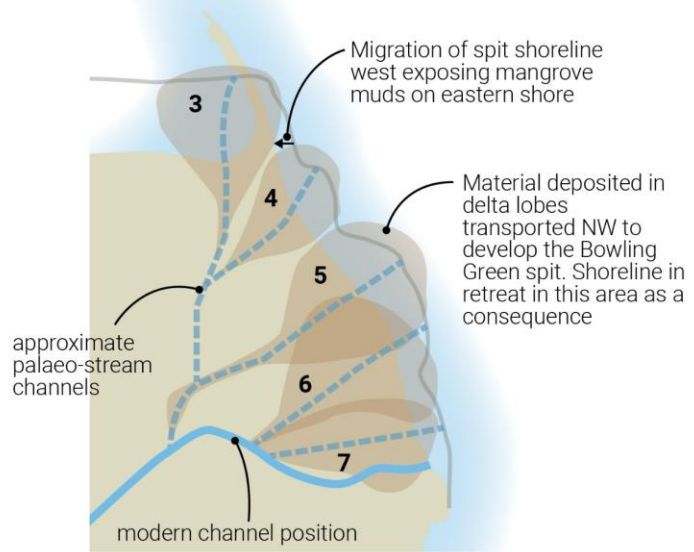 Migration of spit shoreline
west exposing mangrove
muds on eastern shore
3
4
Material deposited in
delta lobes
transported NW to
develop the Bowling
Green spit. Shoreline in
retreat in this area as a
consequence
5
approximate
palaeo-stream
channels
6
7
modern channel position